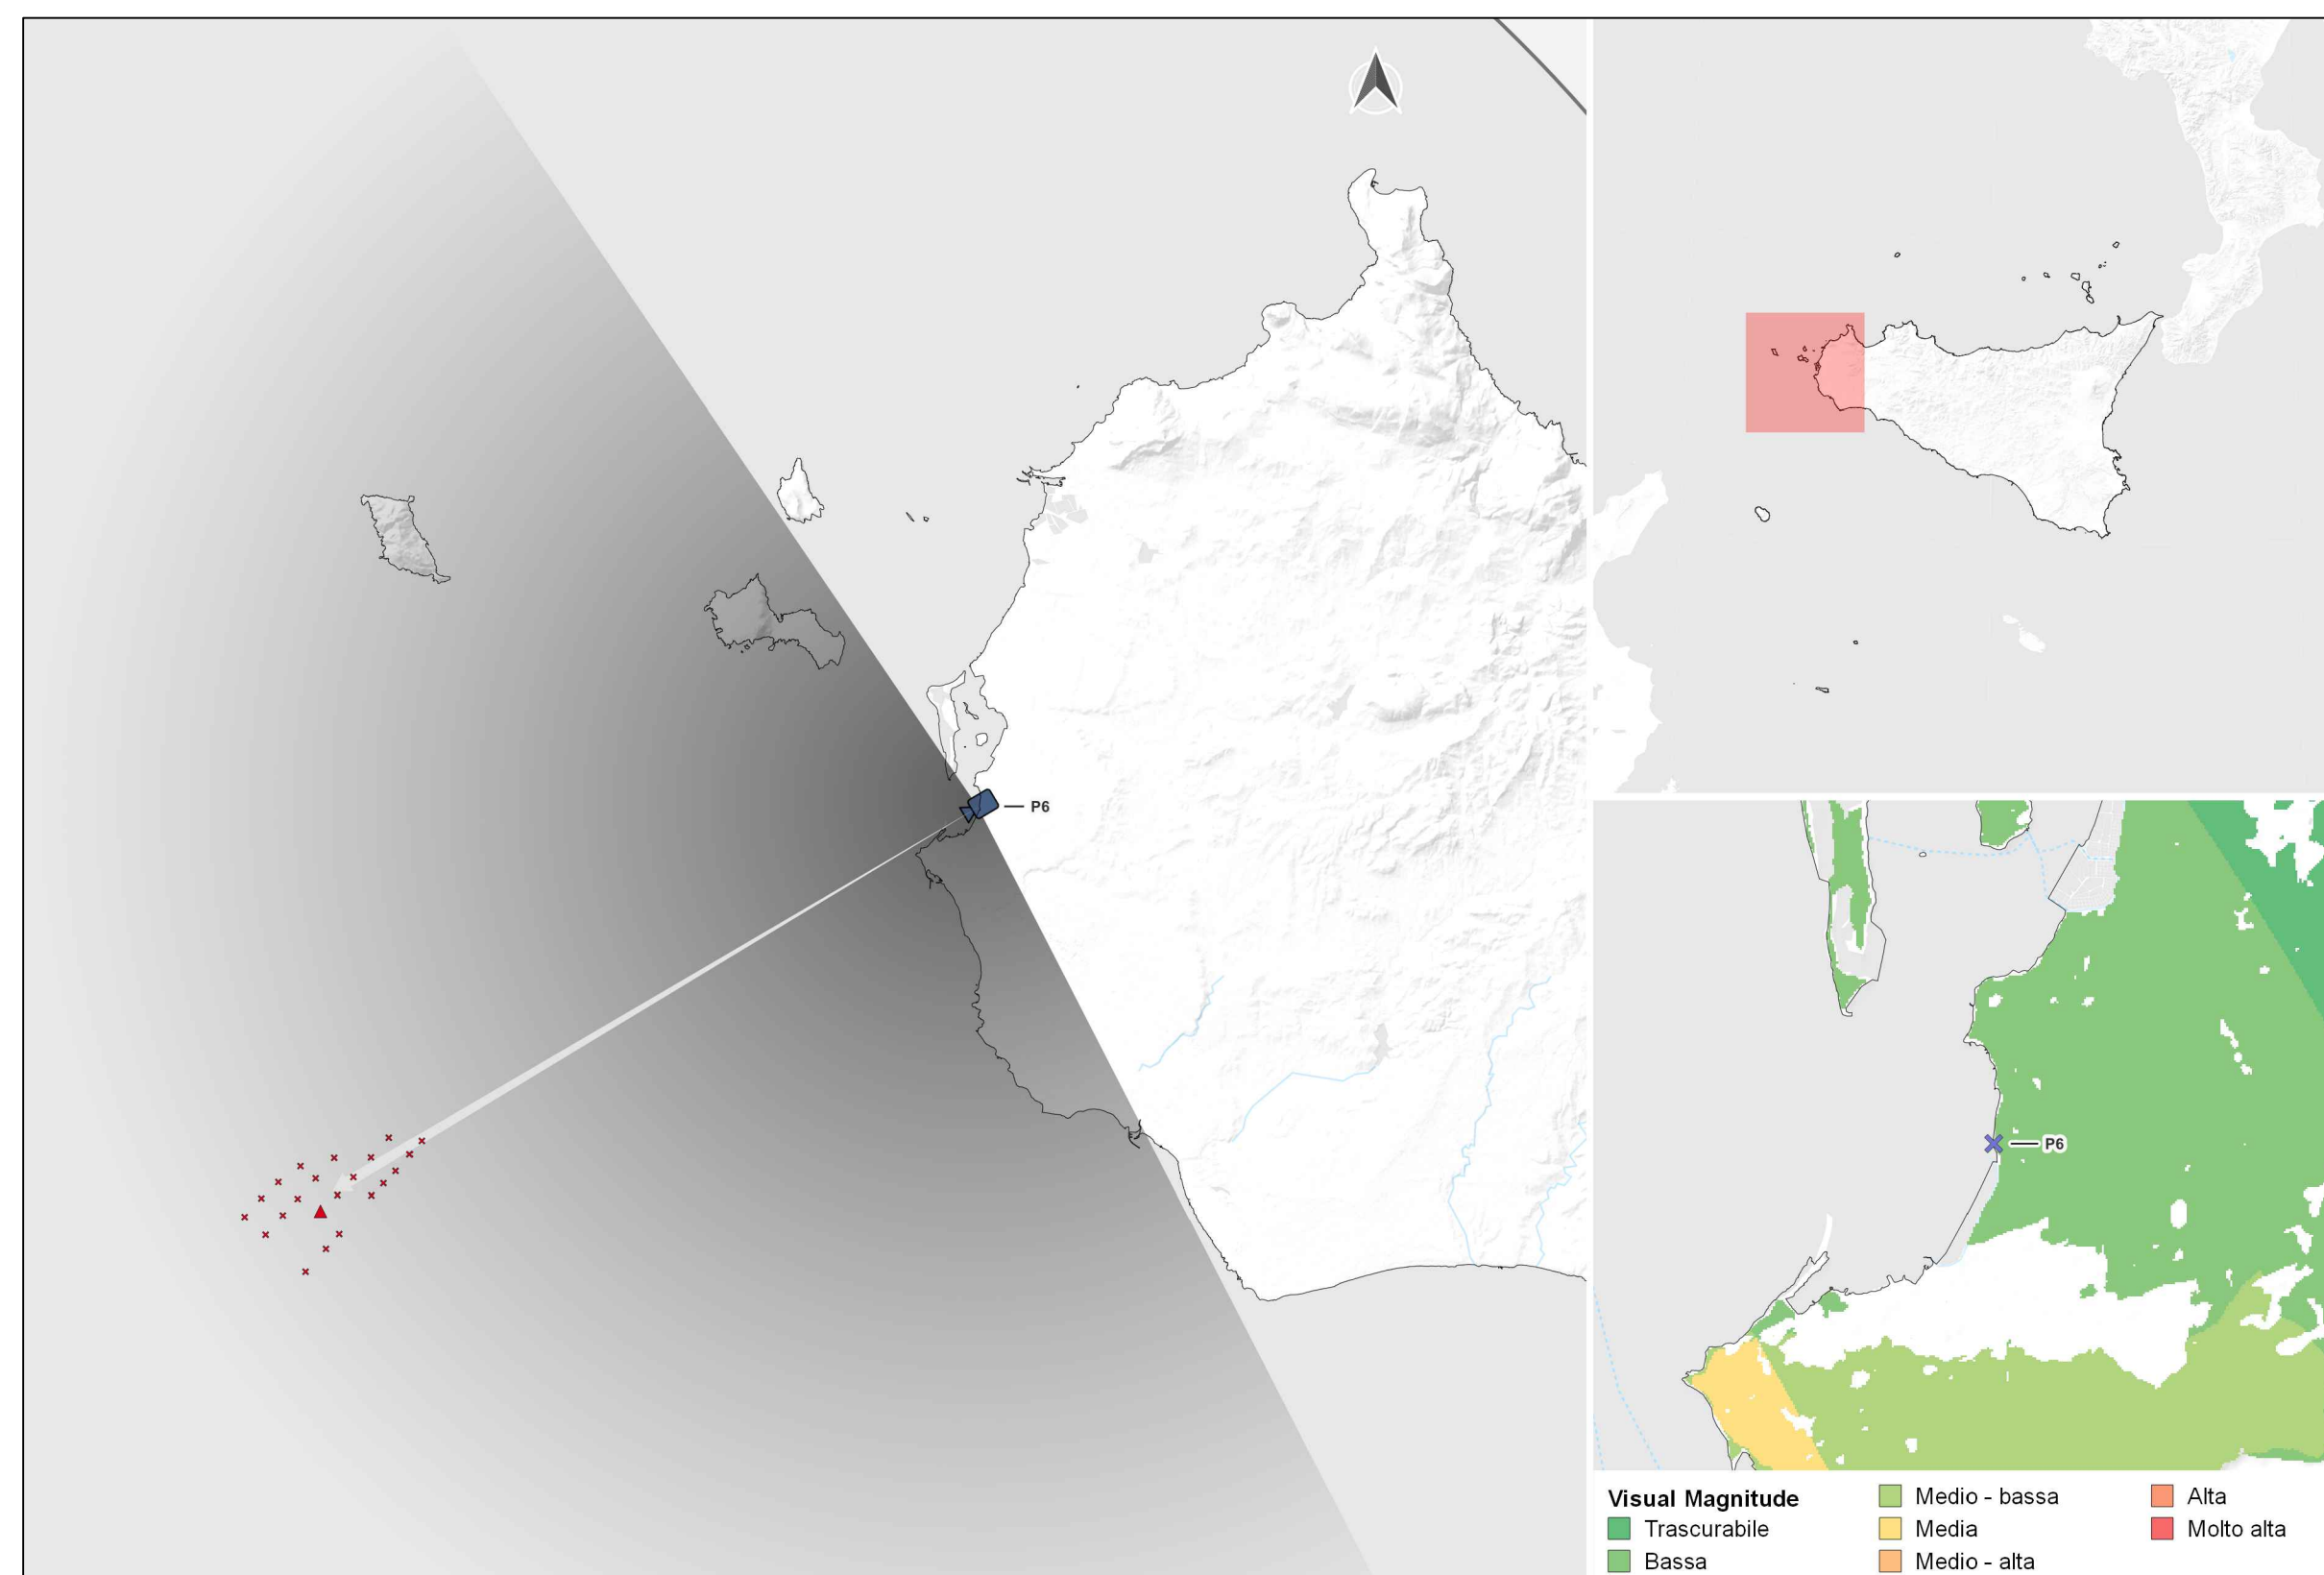 P6
P6
Visual Magnitude
Trascurabile
Bassa
Medio - bassa
Media
Medio - alta
Alta
Molto alta